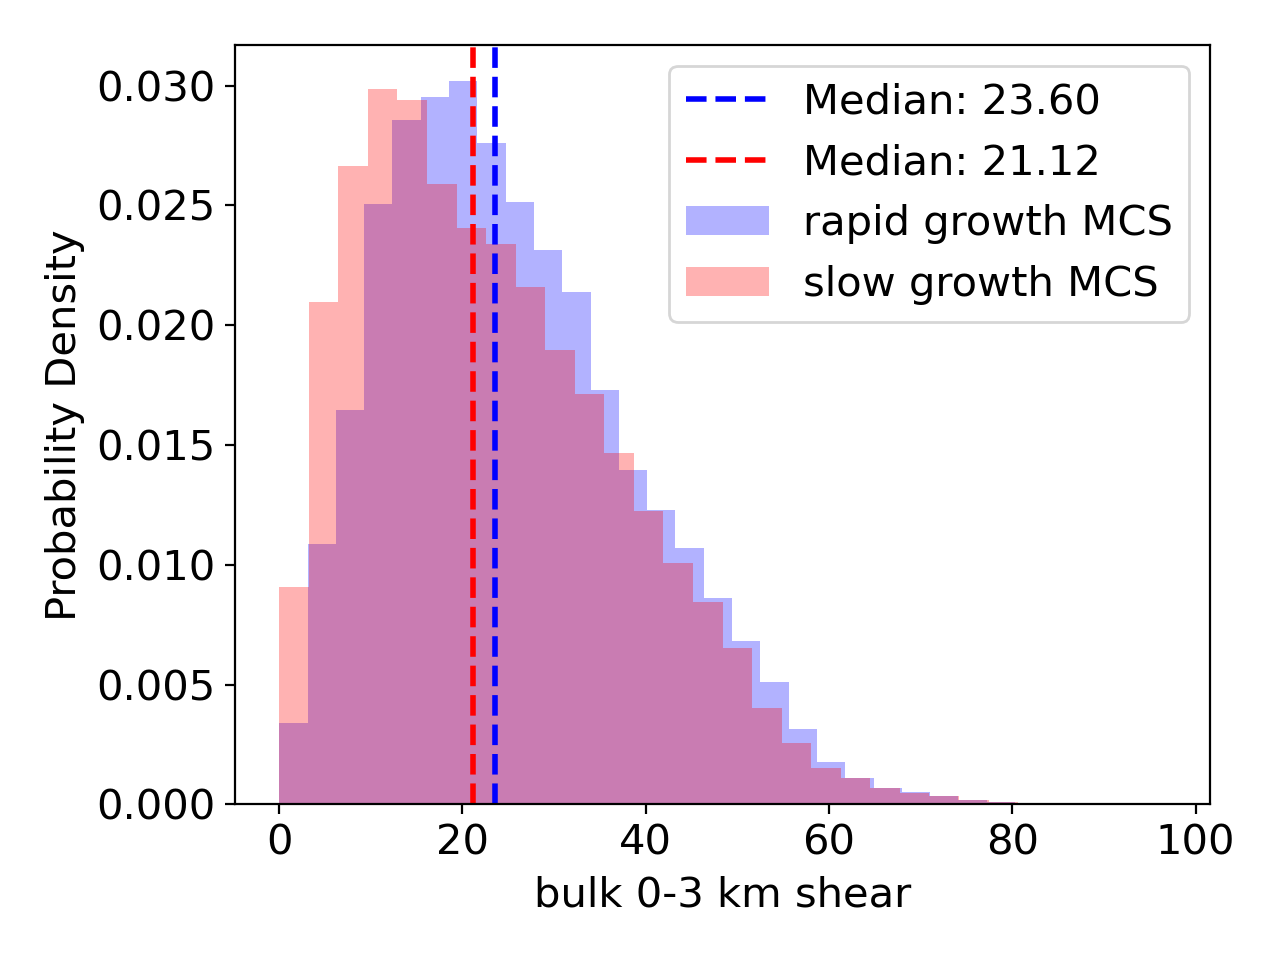 0.030
0.025
0.020
0.015
0.010
0.005
0.000
Probability Density
Median: 23.60
Median: 21.12
rapid growth MCS
slow growth MCS
0 20 40 60 80 100
bulk 0-3 km shear